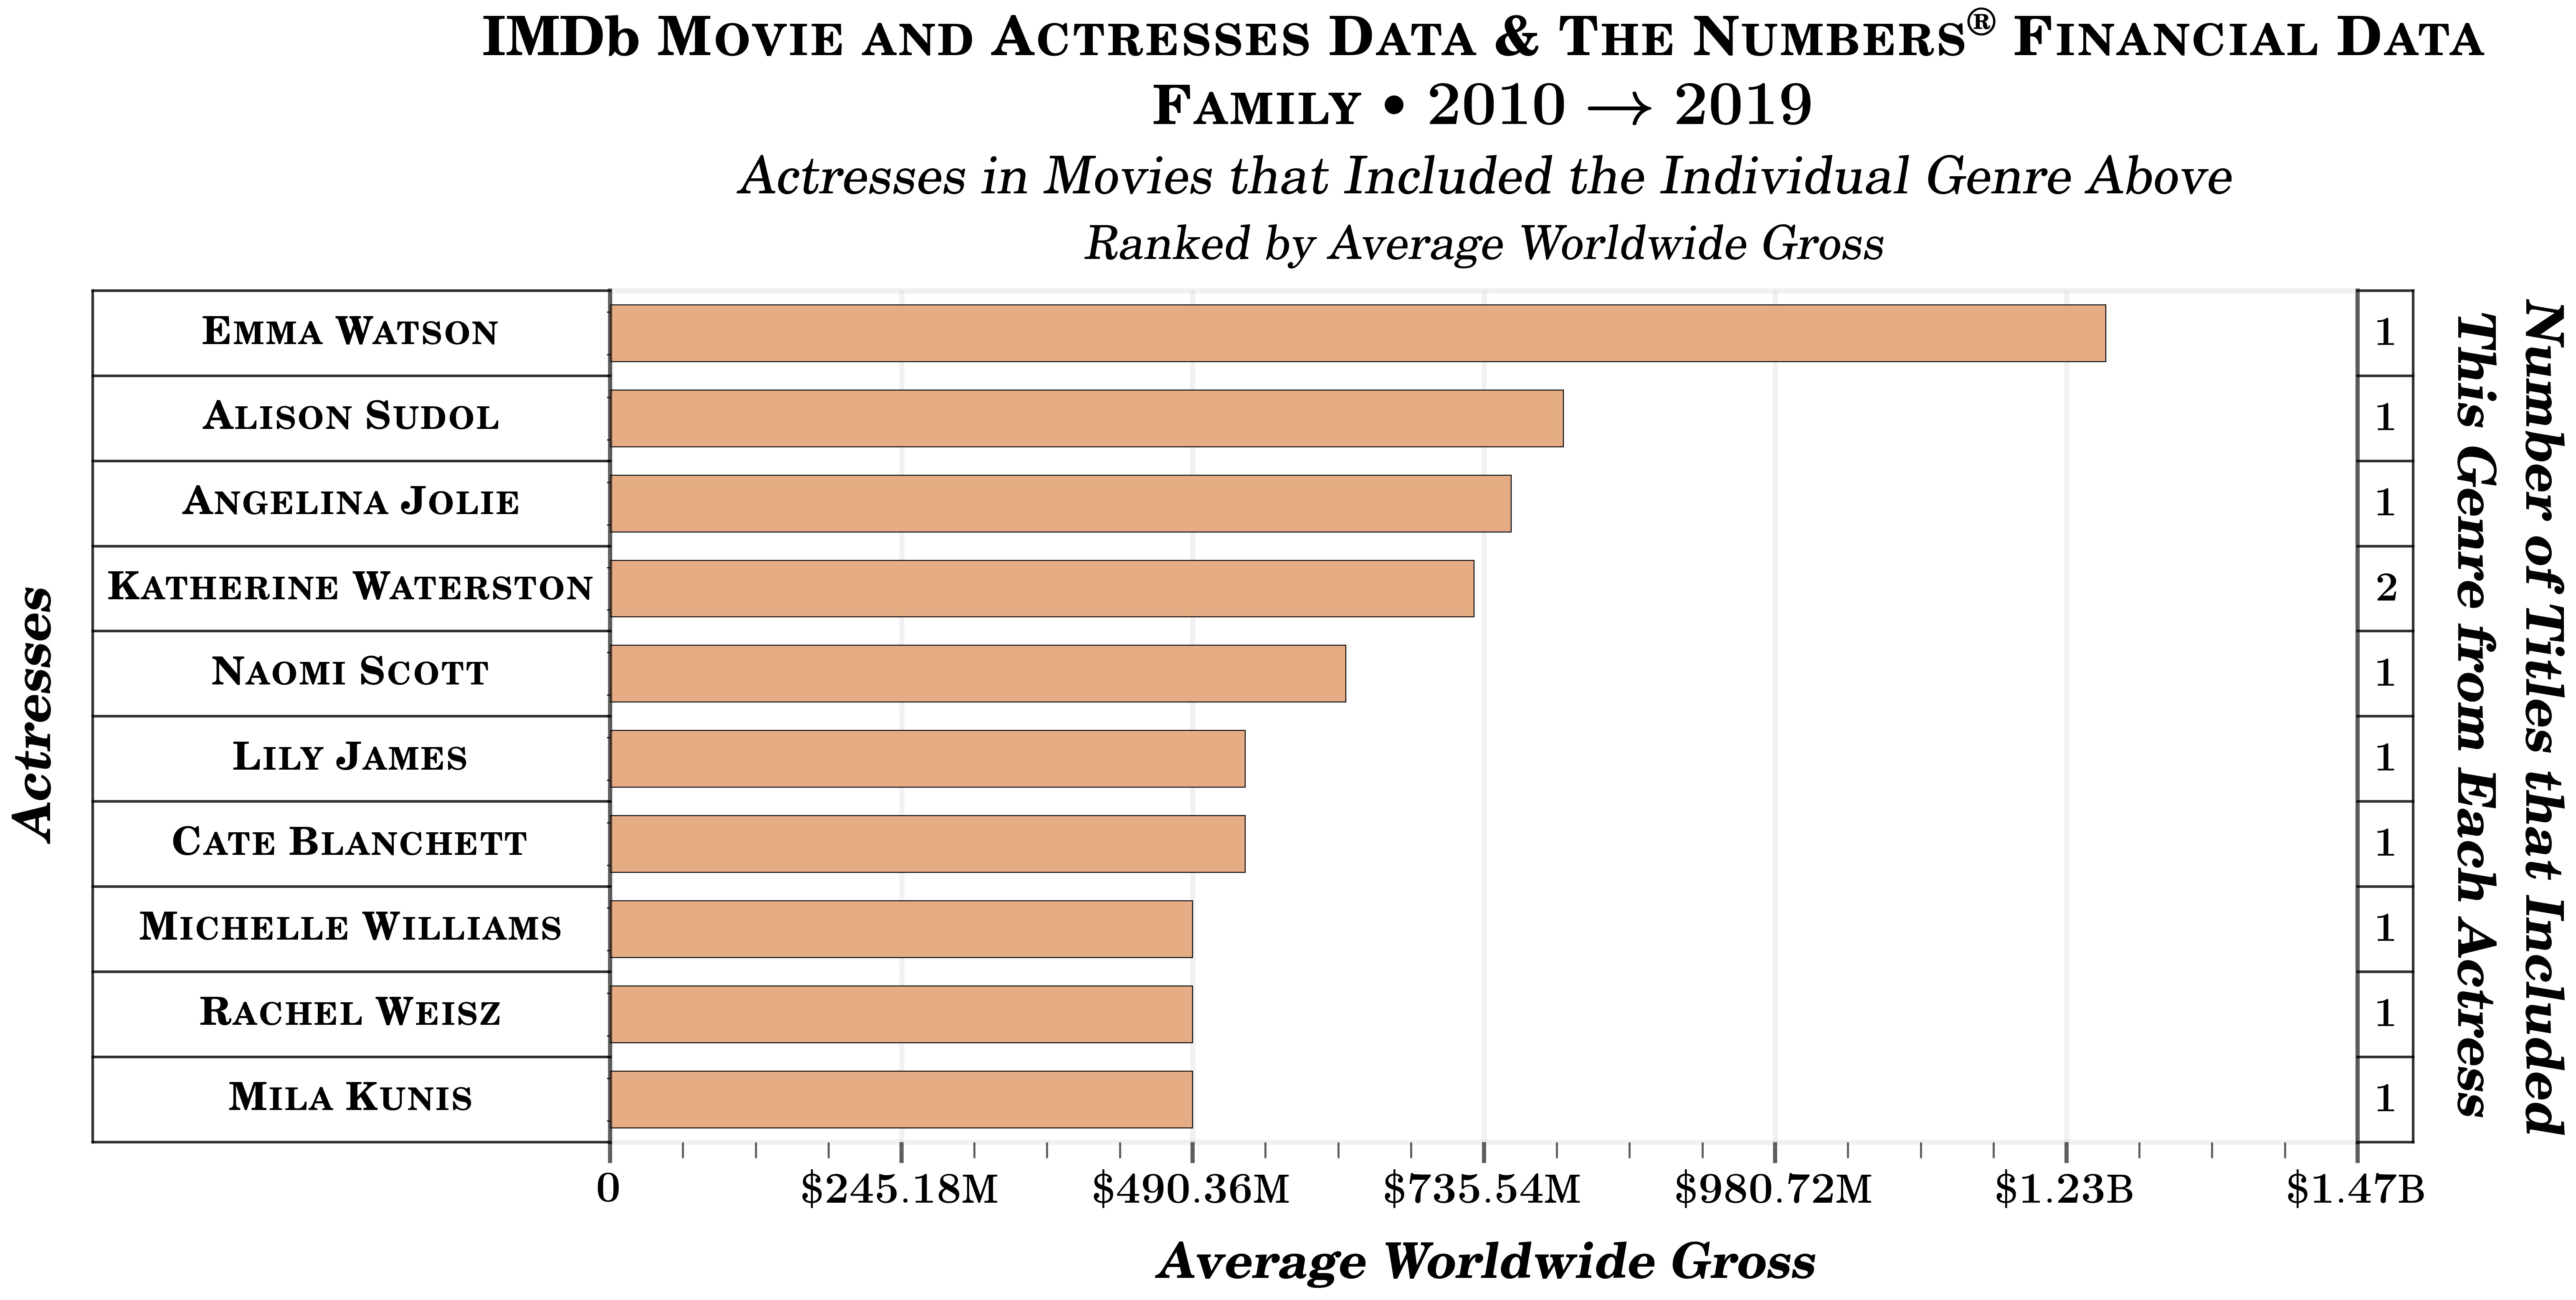 IMDb Movie and Actresses Data & The Numbers® Financial Data
Family • 2010 → 2019
Actresses in Movies that Included the Individual Genre Above
Ranked by Average Worldwide Gross
Actresses
Emma Watson 1
Alison Sudol 1
Angelina Jolie 1
Katherine Waterston 2
Naomi Scott 1
Lily James 1
Cate Blanchett 1
Michelle Williams 1
Rachel Weisz 1
Mila Kunis 1
Number of Titles that Included
This Genre from Each Actress
0 $245.18M $490.36M $735.54M $980.72M $1.23B $1.47B
Average Worldwide Gross